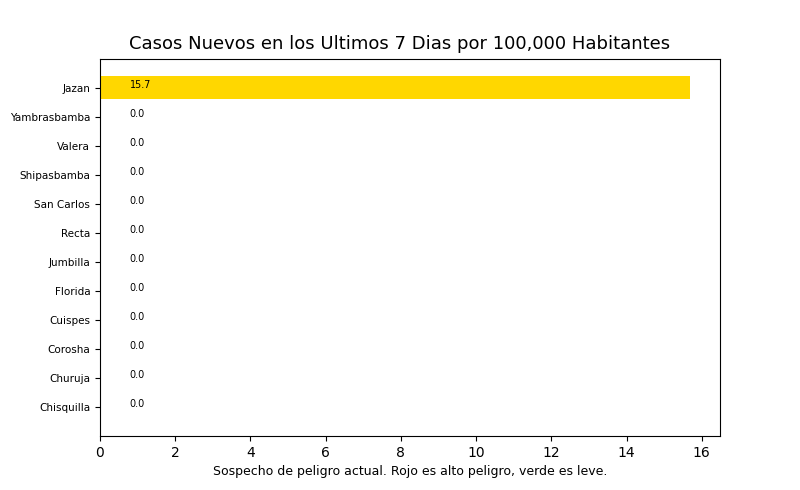 Casos Nuevos en los Ultimos 7 Dias por 100,000 Habitantes
Jazan 15.7
Yambrasbamba 0.0
Valera 0.0
Shipasbamba 0.0
San Carlos 0.0
Recta 0.0
Jumbilla 0.0
Florida 0.0
Cuispes 0.0
Corosha 0.0
Churuja 0.0
Chisquilla 0.0
0 2 4 6 8 10 12 14 16
Sospecho de peligro actual. Rojo es alto peligro, verde es leve.